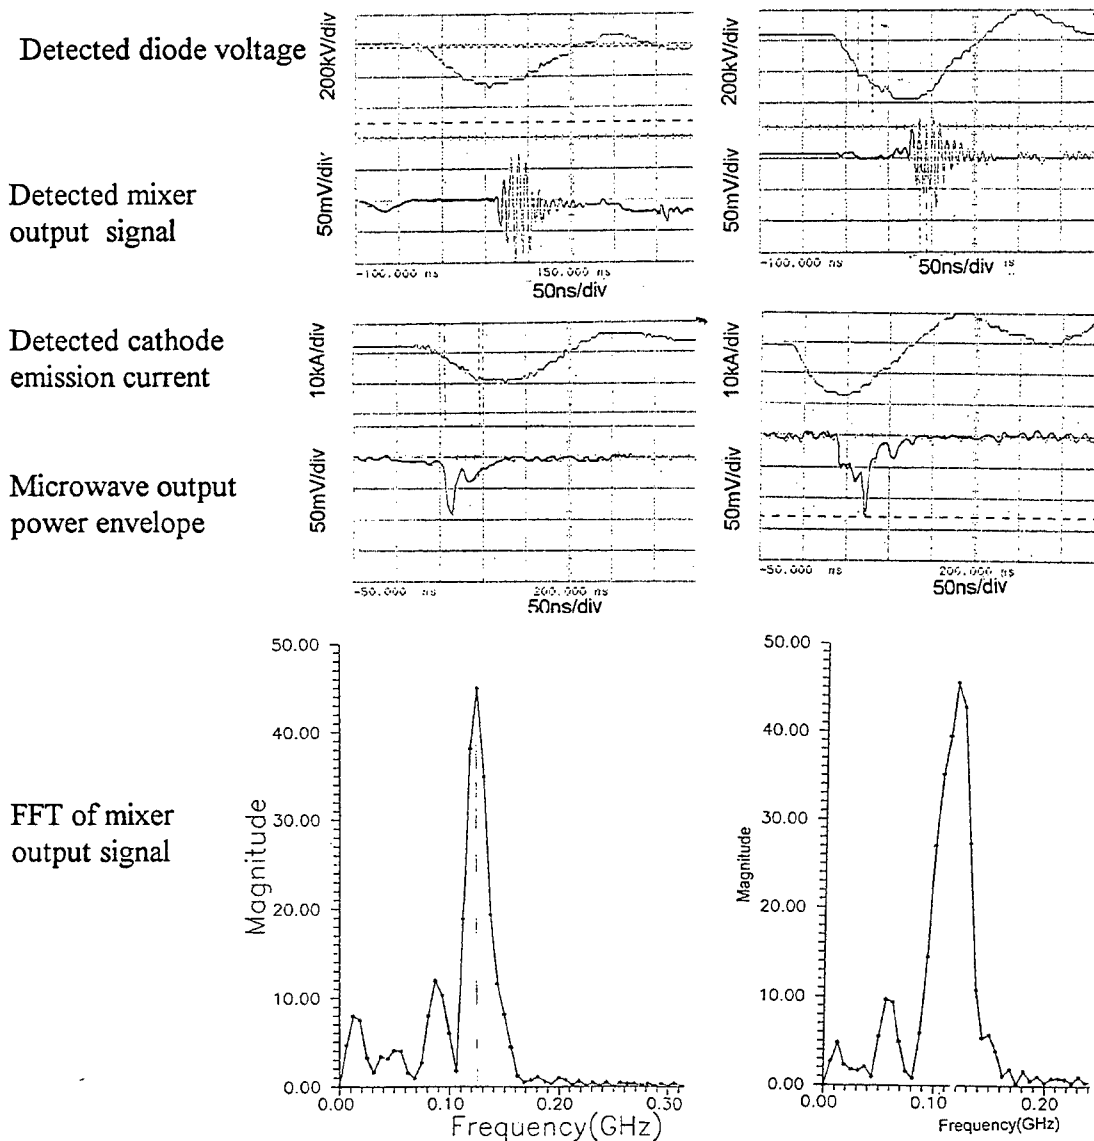 Detected diode voltage
200kV/div
200kV/div
Detected mixer
output signal
50mV/div
50mV/div
-100.000 ns
150.000 ns
50ns/div
-100.000 ns
50ns/div
Detected cathode
emission current
10kA/div
10kA/div
Microwave output
power envelope
50mV/div
50mV/div
-50.000 ns
200.000 ns
50ns/div
-50.000 ns
200.000 ns
50ns/div
FFT of mixer
output signal
50.00
40.00
30.00
20.00
10.00
0.00
Magnitude
0.00
0.10
0.20
0.30
Frequency(GHz)
50.00
40.00
30.00
20.00
10.00
0.00
Magnitude
0.00
0.10
0.20
Frequency(GHz)